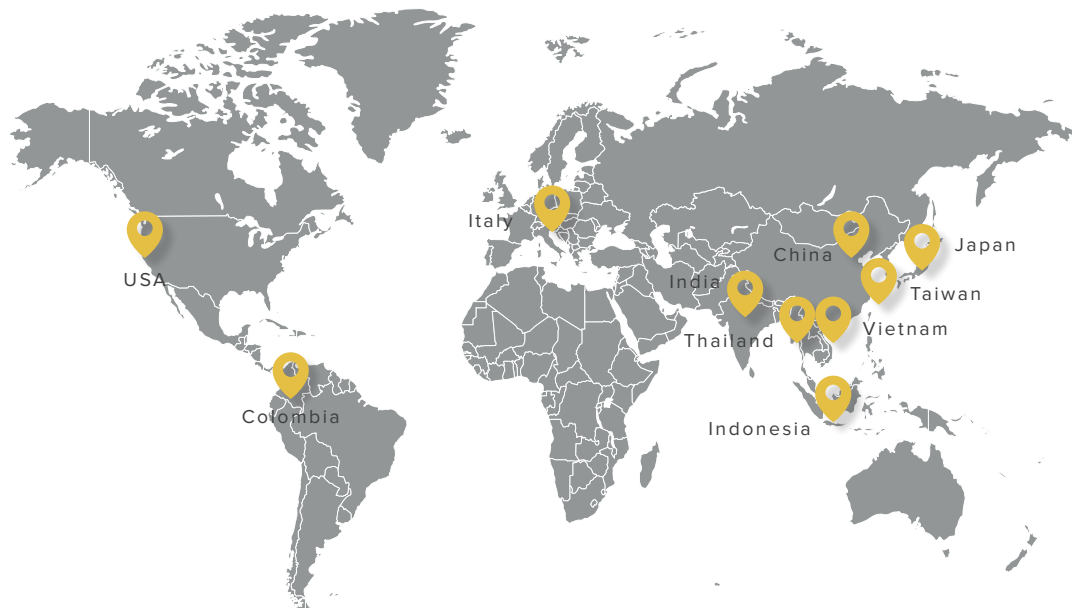 Italy
USA
Colombia
China
Japan
India
Taiwan
Thailand
Vietnam
Indonesia